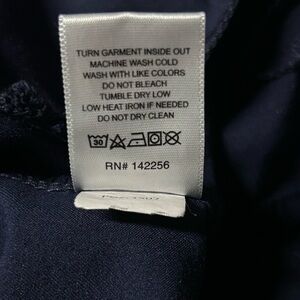 TURN GARMENT INSIDE OUT
MACHINE WASH COLD
WASH WITH LIKE COLORS
DO NOT BLEACH
TUMBLE DRY LOW
LOW HEAT IRON IF NEEDED
DO NOT DRY CLEAN
30
RN# 142256